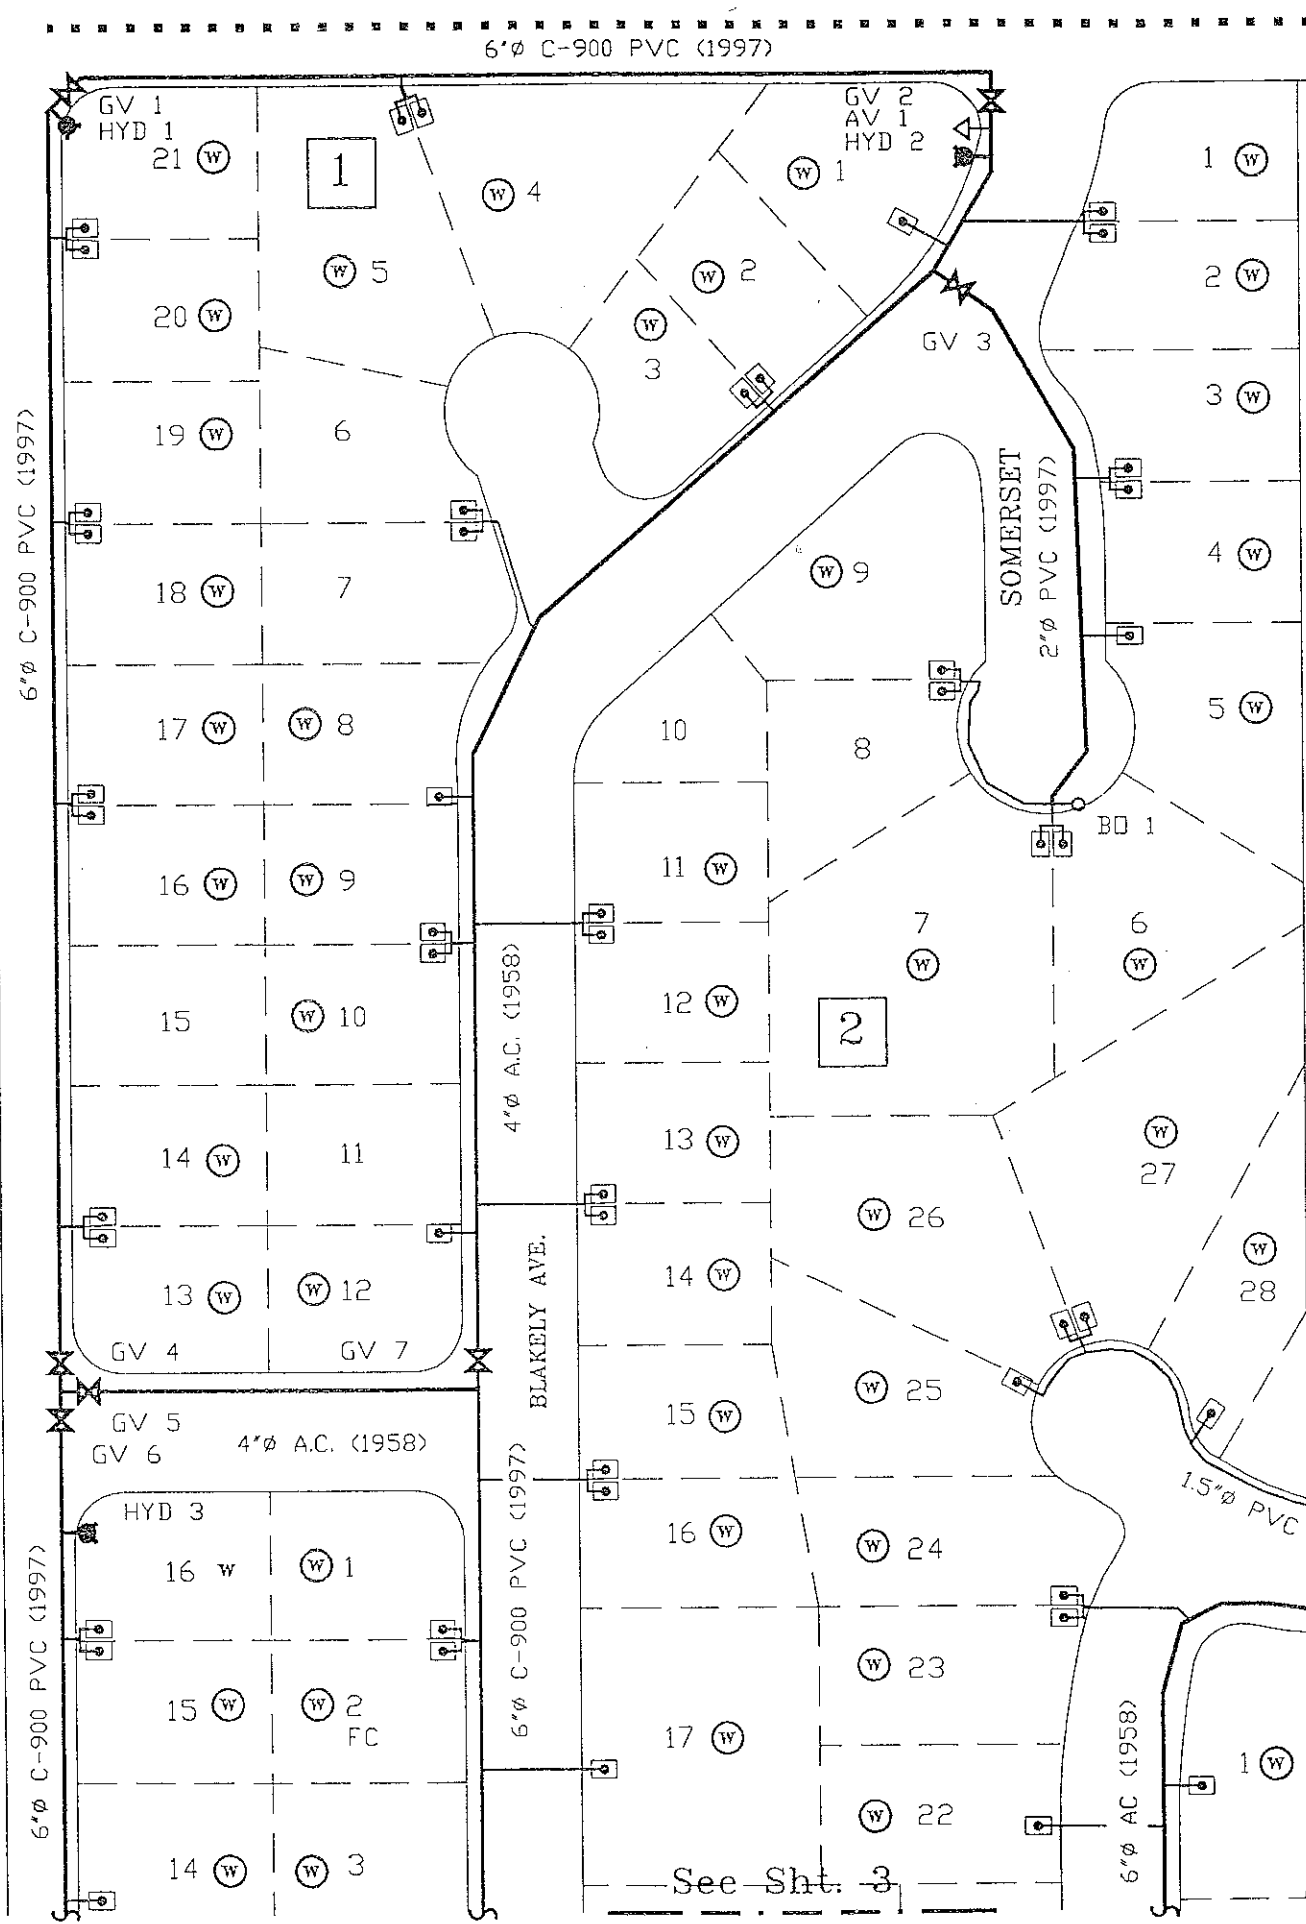 6"ø C-900 PVC (1997)
GV 1
HYD 1
21 W
1
W 4
GV 2
AV 1
HYD 2
W 1
1 W
W 5
W 2
2 W
20 W
W
3
GV 3
3 W
6"ø C-900 PVC (1997)
19 W
6
SOMERSET
2"ø PVC (1997)
4 W
18 W
7
W 9
5 W
17 W
W 8
10
8
BO 1
16 W
W 9
11 W
7
W
6
W
15
W 10
4"ø A.C. (1958)
12 W
2
14 W
11
13 W
W
27
W 26
13 W
W 12
BLAKELY AVE.
14 W
W
28
GV 4
GV 7
GV 5
GV 6
4"ø A.C. (1958)
15 W
W 25
1.5"ø PVC
HYD 3
16 W
W 1
6"ø C-900 PVC (1997)
16 W
W 24
6"ø C-900 PVC (1997)
15 W
W 2
FC
W 23
17 W
6"ø AC (1958)
1 W
W 22
14 W
W 3
See Sht. 3